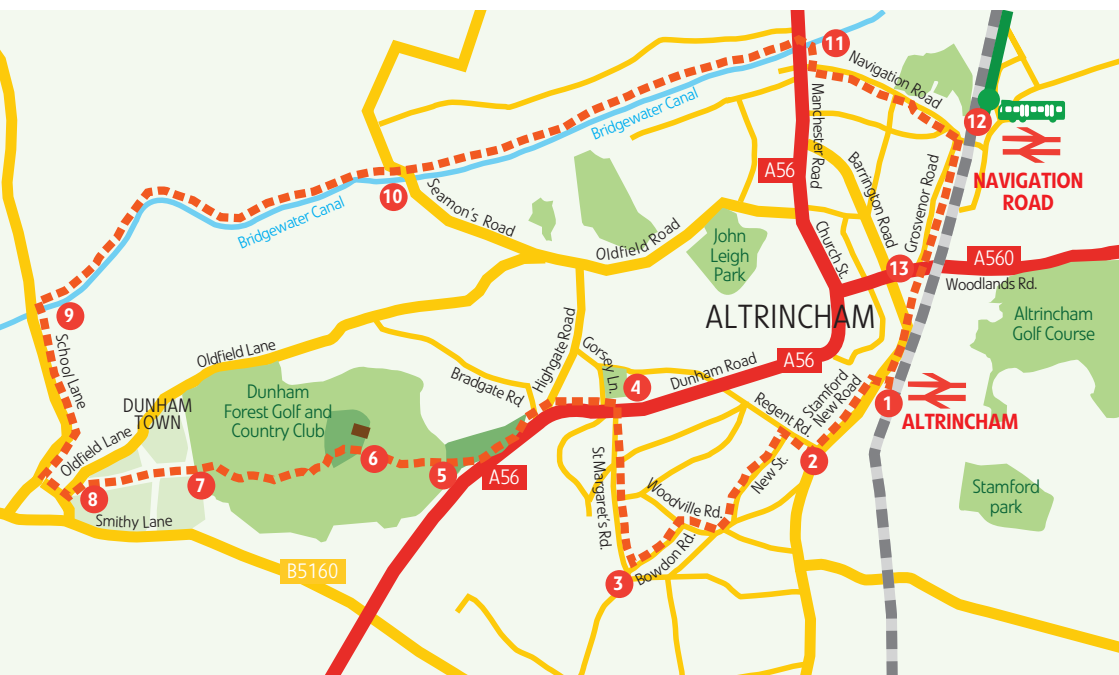 11
Navigation Road
12
Bridgewater Canal
Manchester Road
A56
Barrington Road
Grosvenor Road
NAVIGATION
ROAD
10
Seamon's Road
Bridgewater Canal
Oldfield Road
John
Leigh
Park
Church St.
13
A560
Woodlands Rd.
9
School Lane
Oldfield Lane
ALTRINCHAM
Altrincham
Golf Course
Highgate Road
Gorsey Ln.
4
Dunham Road
A56
Bradgate Rd.
Stamford
New Road
1
ALTRINCHAM
Dunham
Forest Golf and
Country Club
DUNHAM
TOWN
Oldfield Lane
Regent Rd.
2
New St.
6
5
A56
7
8
Smithy Lane
St Margaret's Rd.
Woodville Rd.
Stamford
park
3
Bowdon Rd.
B5160